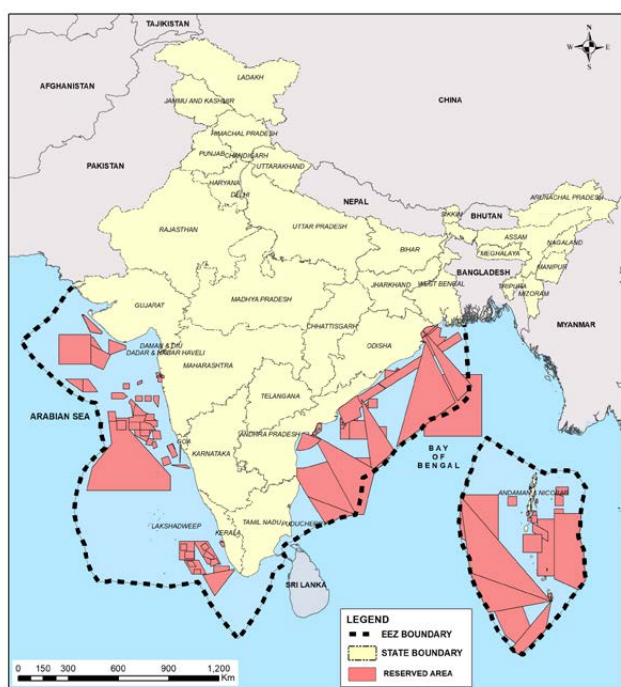 TAJIKISTAN
N
W E
S
AFGHANISTAN
LADAKH
CHINA
JAMMU AND KASHMIR
HIMACHAL PRADESH
PAKISTAN
PUNJAB
CHANDIGARH
UTTARAKHAND
HARYANA
DELHI
NEPAL
ARUNACHAL PRADESH
SIKKIM
BHUTAN
RAJASTHAN
UTTAR PRADESH
ASSAM
NAGALAND
BIHAR
MEGHALAYA
MANIPUR
BANGLADESH
JHARKHAND
WEST BENGAL
TRIPURA
MIZORAM
GUJARAT
MADHYA PRADESH
CHHATTISGARH
MYANMAR
DAMAN & DIU
DADAR & NAGAR HAVELI
ODISHA
MAHARASHTRA
TELANGANA
ARABIAN SEA
ANDHRA PRADESH
GOA
KARNATAKA
BAY
OF
BENGAL
ANDAMAN & NICOBAR
LAKSHADWEEP
TAMIL NADU
PUDUCHERRY
KERALA
SRI LANKA
LEGEND
EEZ BOUNDARY
STATE BOUNDARY
RESERVED AREA
0 150 300 600 900 1,200
Km